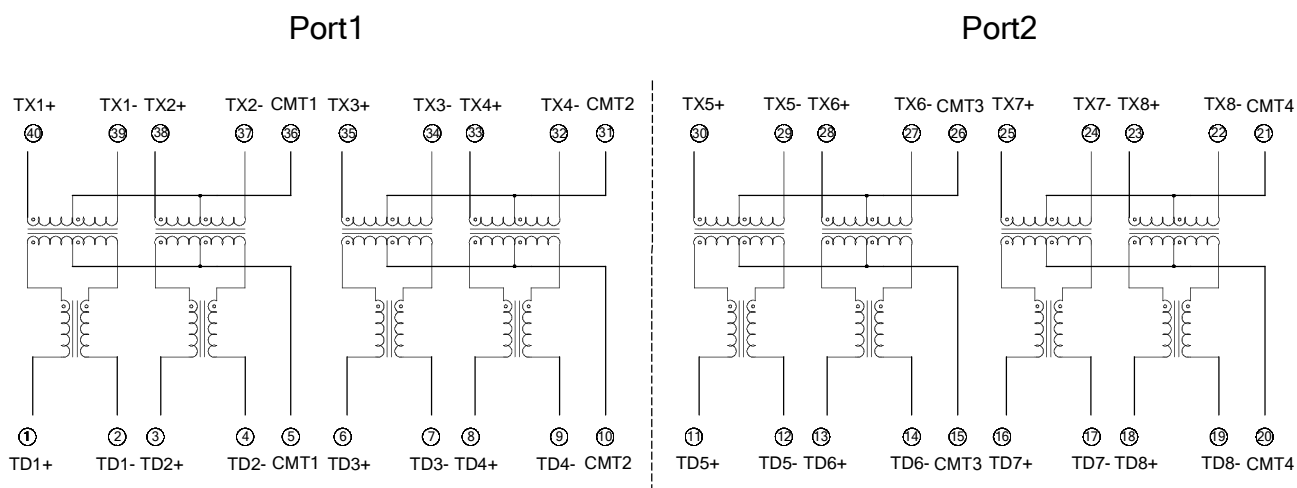 Port1 Port2
TX1+ TX1- TX2+ TX2- CMT1 TX3+ TX3- TX4+ TX4- CMT2 TX5+ TX5- TX6+ TX6- CMT3 TX7+ TX7- TX8+ TX8- CMT4
40 39 38 37 36 35 34 33 32 31 30 29 28 27 26 25 24 23 22 21
1 2 3 4 5 6 7 8 9 10 11 12 13 14 15 16 17 18 19 20
TD1+ TD1- TD2+ TD2- CMT1 TD3+ TD3- TD4+ TD4- CMT2 TD5+ TD5- TD6+ TD6- CMT3 TD7+ TD7- TD8+ TD8- CMT4